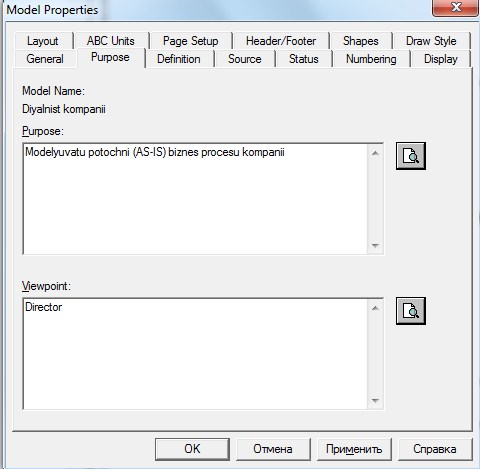 Model Properties
Layout ABC Units Page Setup Header/Footer Shapes Draw Style
General Purpose Definition Source Status Numbering Display
Model Name:
Diyalnist kompanii
Purpose:
Modelyuvatu potochni (AS-IS) biznes procesu kompanii
Viewpoint:
Director
OK Отмена Применить Справка